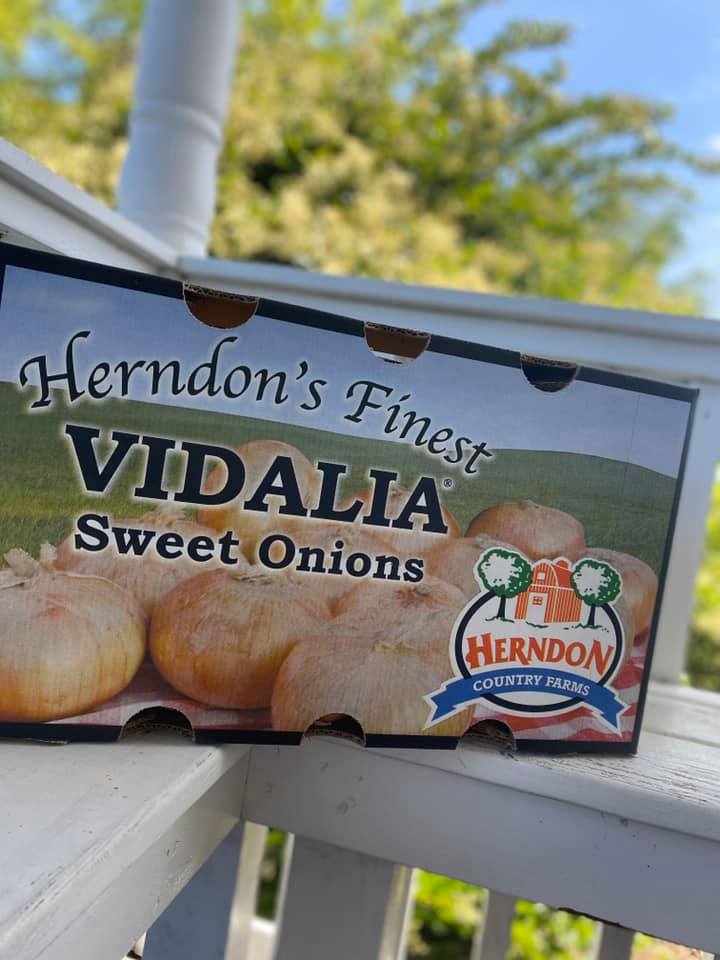 Herndon's Finest
VIDALIA®
Sweet Onions
HERNDON
COUNTRY FARMS